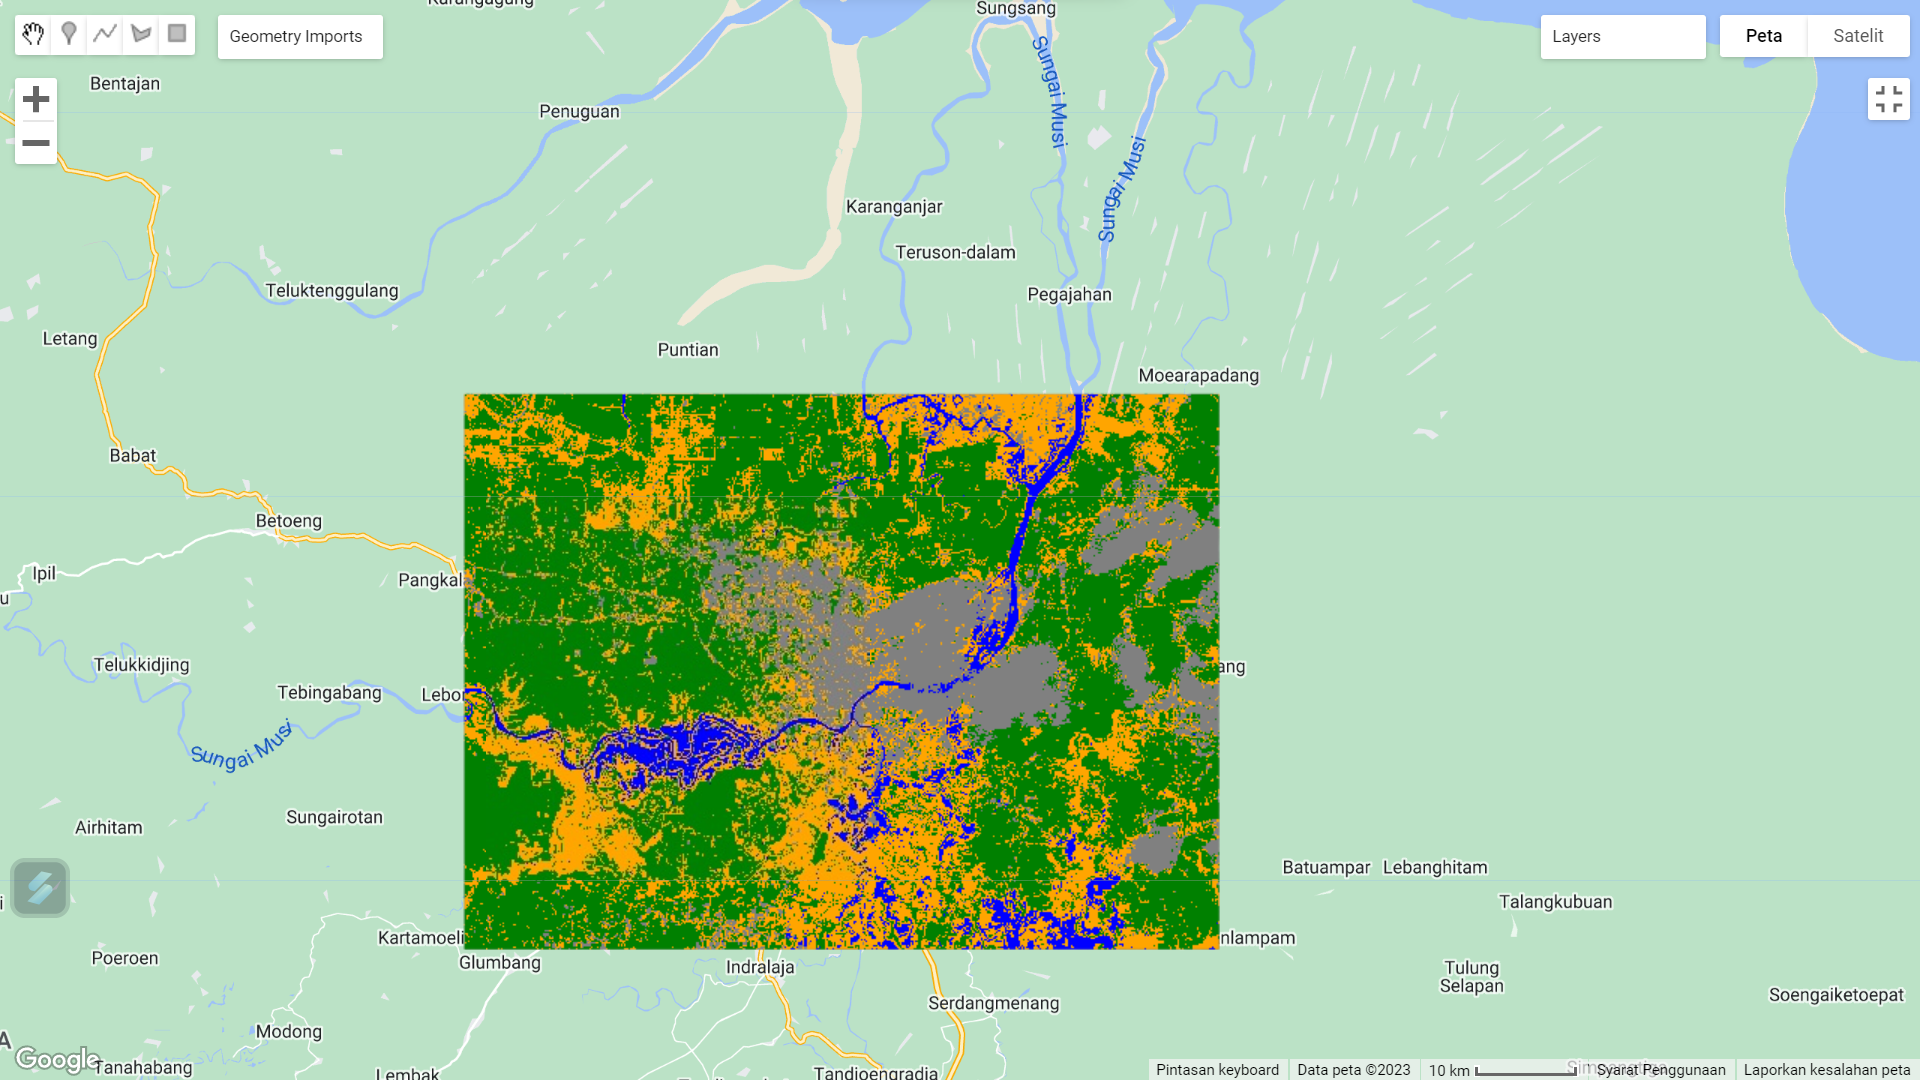 Karangagung
Sungsang
Geometry Imports
Layers
Peta
Satelit
Bentajan
Penuguan
Sungai Musi
Sungai Musi
Karanganjar
Teruson-dalam
Teluktenggulang
Pegajahan
Letang
Puntian
Moearapadang
Babat
Betoeng
Ipil
Pangkal
u
Telukkidjing
ang
Tebingabang
Lebor
Sungai Musi
Sungairotan
Airhitam
Batuampar
Lebanghitam
Talangkubuan
i
Kartamoeli
nlampam
Poeroen
Glumbang
Indralaja
Tulung
Selapan
Serdangmenang
Soengaiketoepat
Modong
A
Google
Tanahabang
Lembak
Tandjoengradja
Pintasan keyboard
Data peta ©2023
10 km
Syarat Penggunaan
Laporkan kesalahan peta